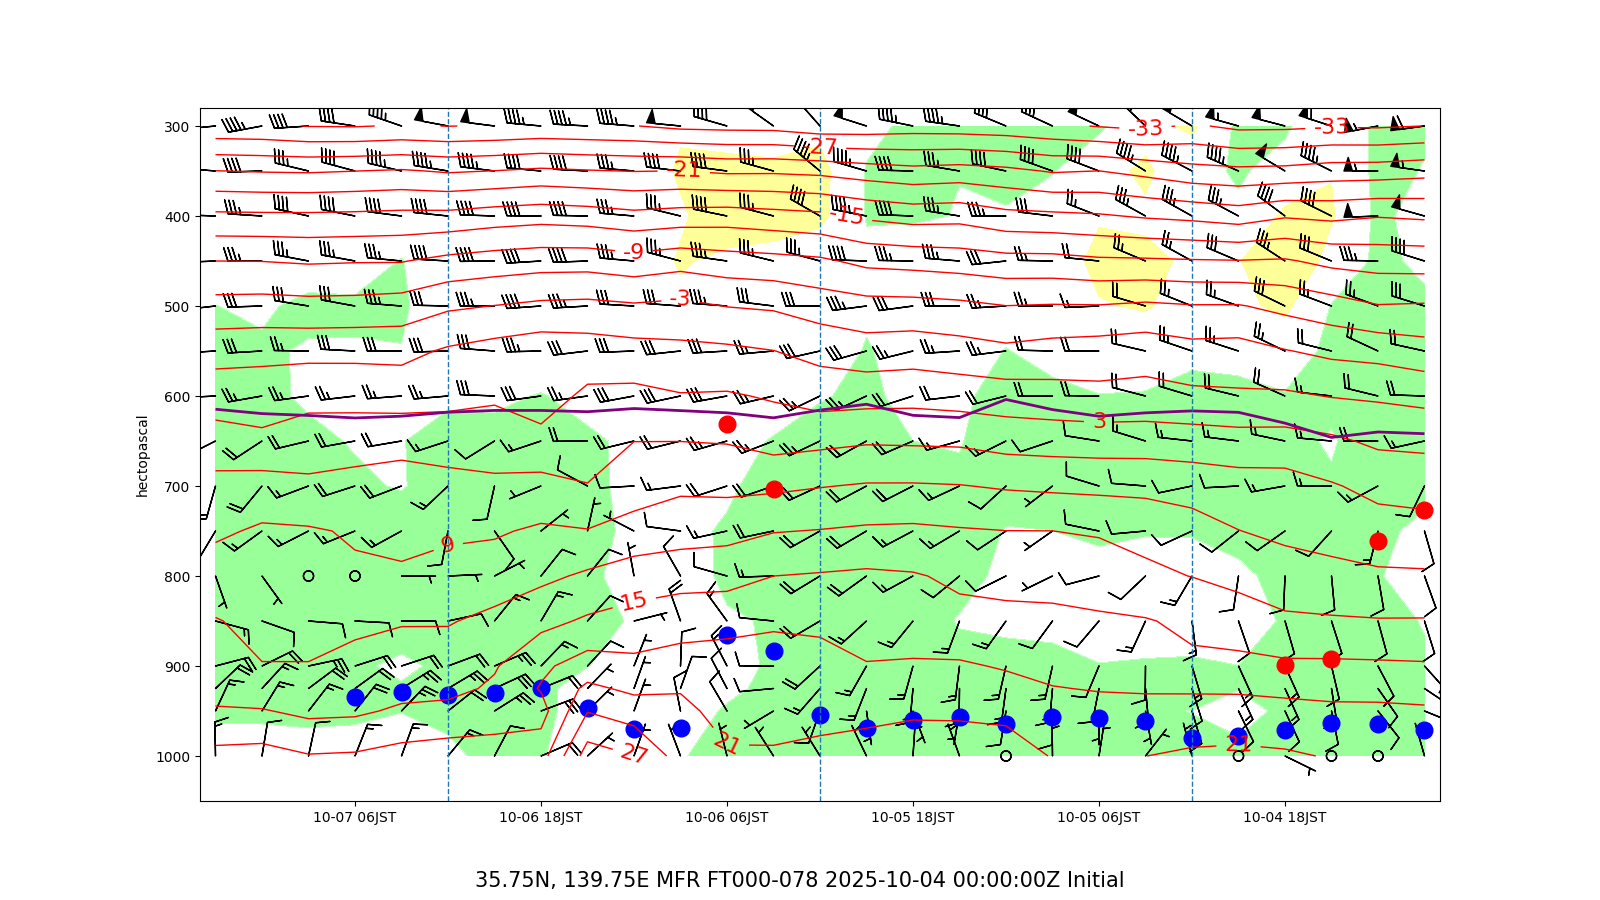 300
400
500
600
700
800
900
1000
hectopascal
-33
-33
-27
21
-15
-9
-3
3
9
15
21
21
27
10-07 06JST
10-06 18JST
10-06 06JST
10-05 18JST
10-05 06JST
10-04 18JST
35.75N, 139.75E MFR FT000-078 2025-10-04 00:00:00Z Initial